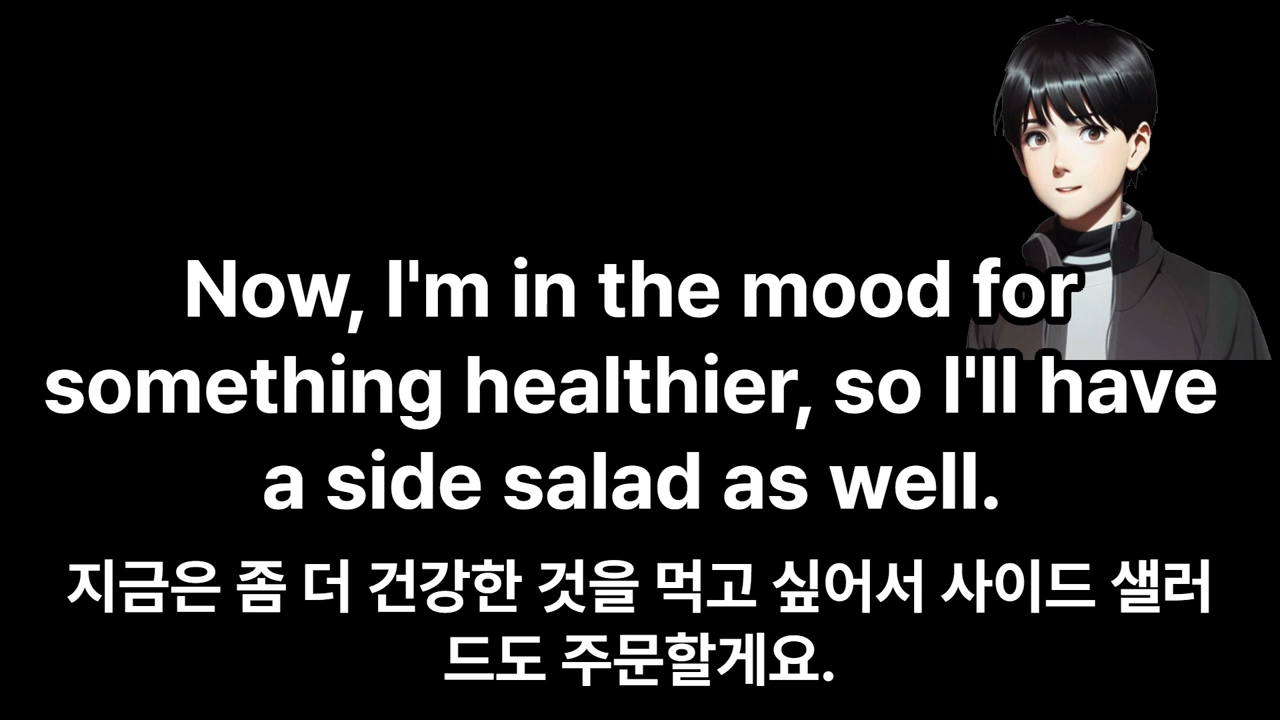 Now, I'm in the mood for
something healthier, so I'll have
a side salad as well.
지금은 좀 더 건강한 것을 먹고 싶어서 사이드 샐러
드도 주문할게요.